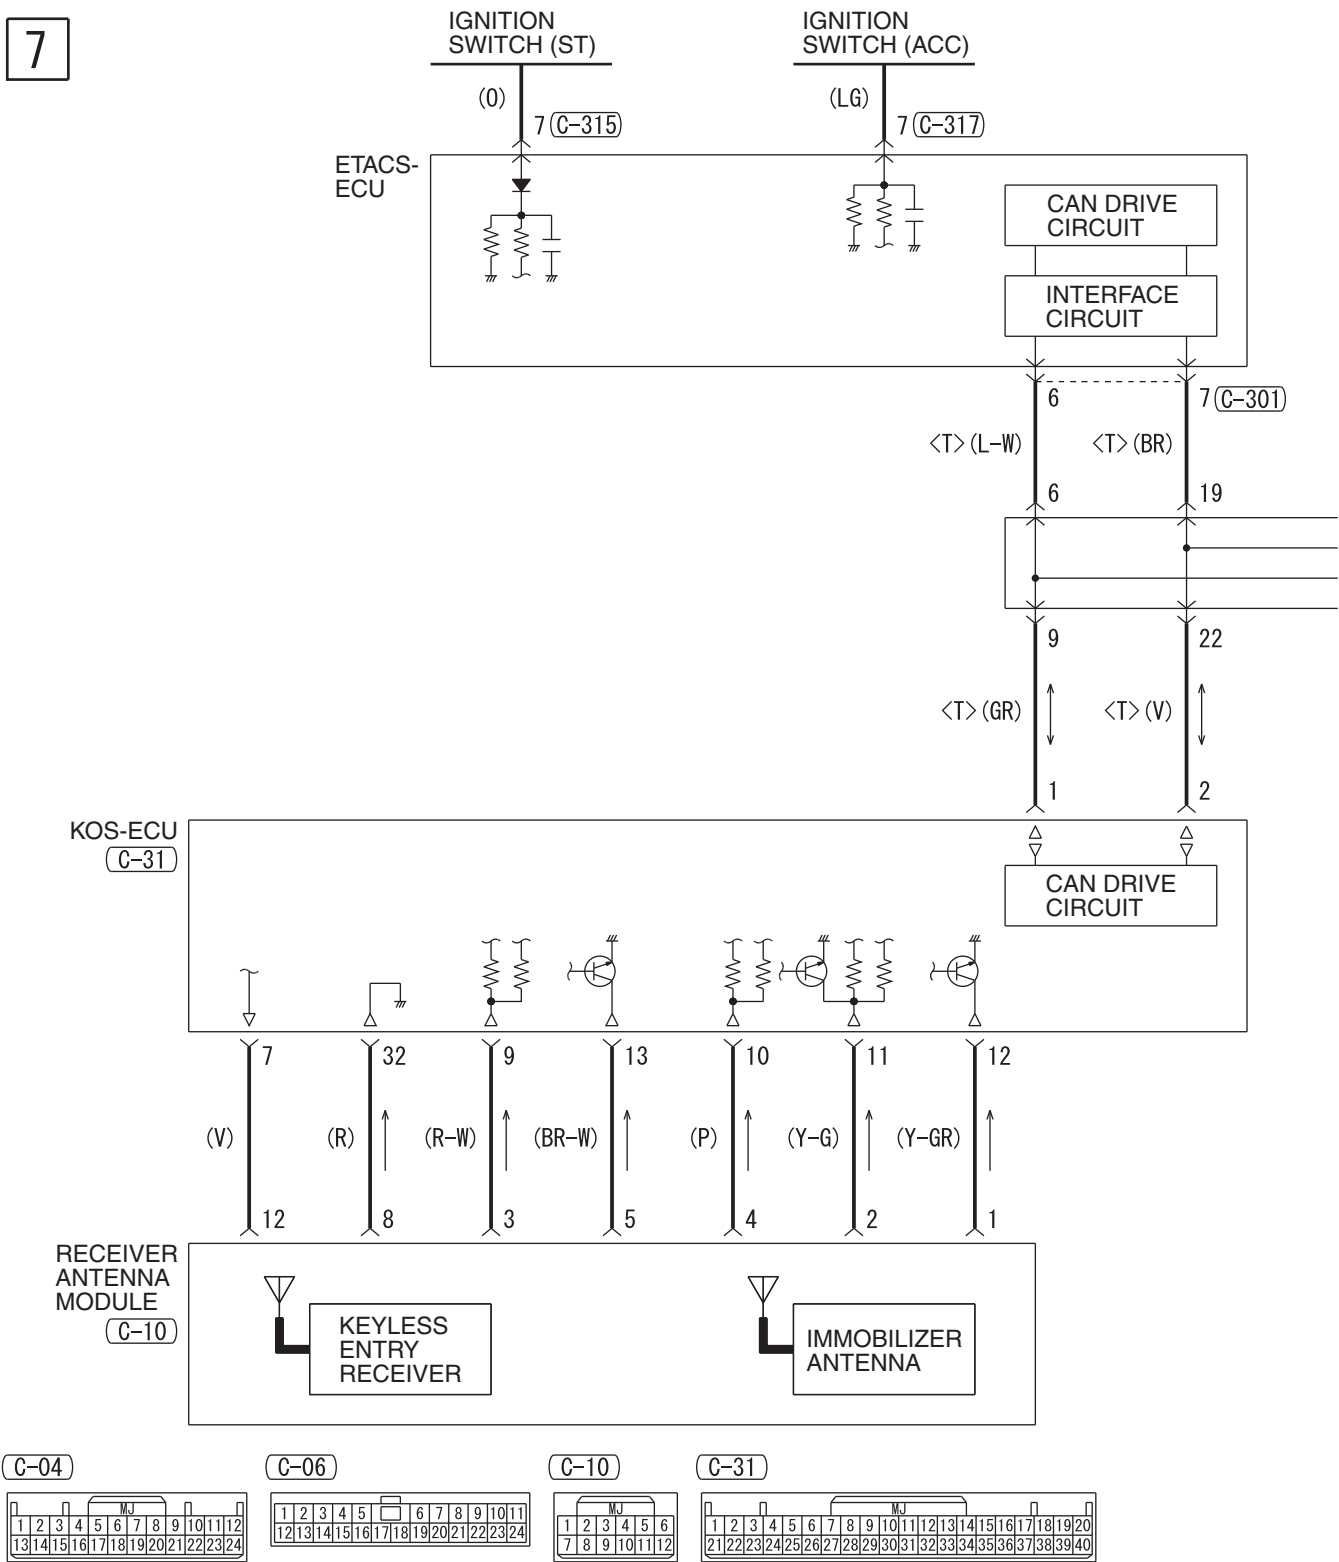 7
IGNITION
SWITCH (ST)
IGNITION
SWITCH (ACC)
(O)
(LG)
7 (C-315)
7 (C-317)
ETACS-
ECU
CAN DRIVE
CIRCUIT
INTERFACE
CIRCUIT
6
7 (C-301)
<T>(L-W)
<T>(BR)
6
19
9
22
<T>(GR)
<T>(V)
1
2
KOS-ECU
C-31
CAN DRIVE
CIRCUIT
7
32
9
13
10
11
12
(V)
(R)
(R-W)
(BR-W)
(P)
(Y-G)
(Y-GR)
12
8
3
5
4
2
1
RECEIVER
ANTENNA
MODULE
C-10
KEYLESS
ENTRY
RECEIVER
IMMOBILIZER
ANTENNA
C-04
MJ
1 2 3 4 5 6 7 8 9 10 11 12
13 14 15 16 17 18 19 20 21 22 23 24
C-06
1 2 3 4 5 6 7 8 9 10 11
12 13 14 15 16 17 18 19 20 21 22 23 24
C-10
MJ
1 2 3 4 5 6
7 8 9 10 11 12
C-31
MJ
1 2 3 4 5 6 7 8 9 10 11 12 13 14 15 16 17 18 19 20
21 22 23 24 25 26 27 28 29 30 31 32 33 34 35 36 37 38 39 40